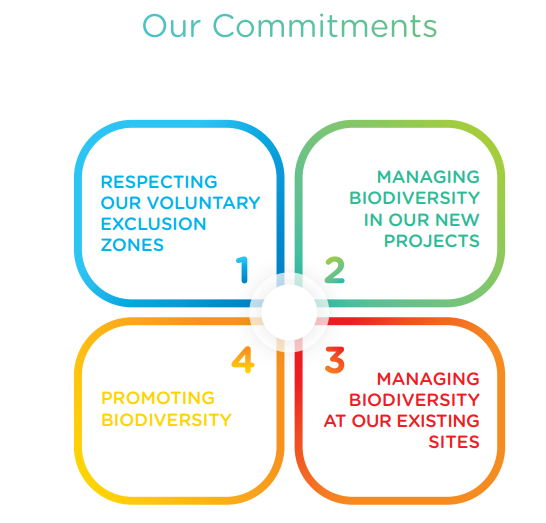 Our Commitments
RESPECTING
OUR VOLUNTARY
EXCLUSION
ZONES
1
MANAGING
BIODIVERSITY
IN OUR NEW
PROJECTS
2
3
MANAGING
BIODIVERSITY
AT OUR EXISTING
SITES
4
PROMOTING
BIODIVERSITY